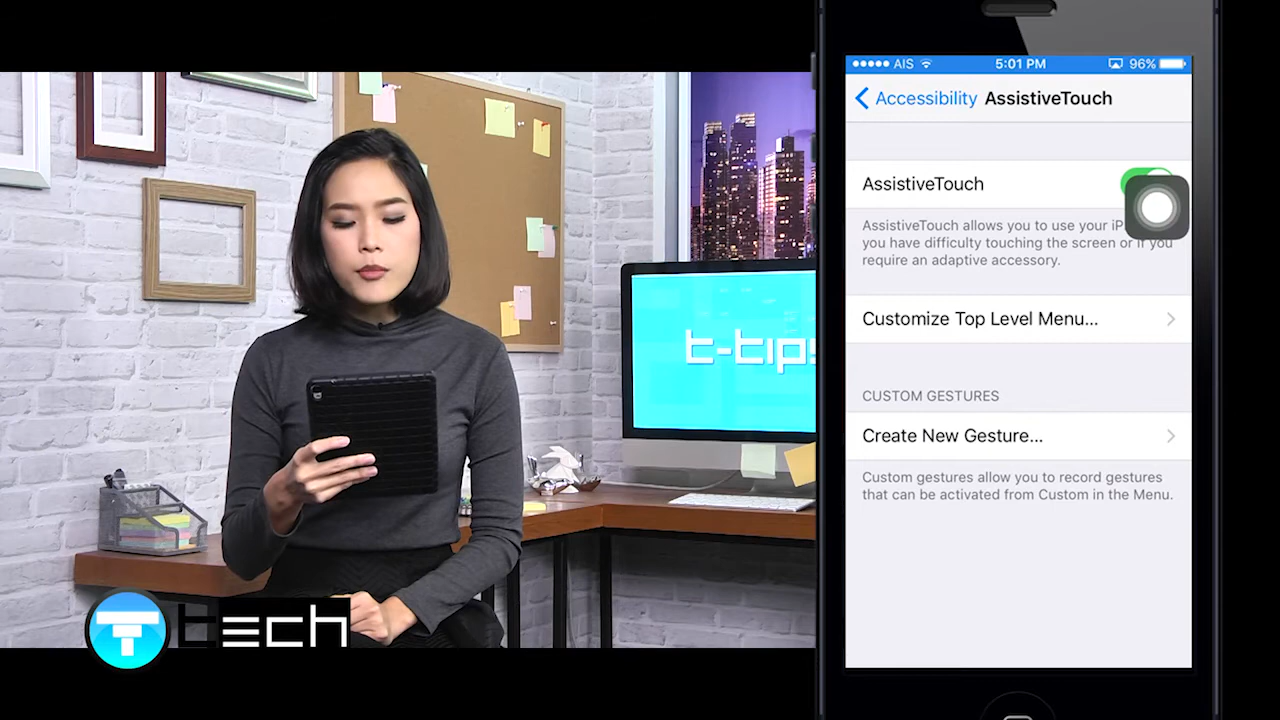 t-tips
tech
AIS
5:01 PM
96%
Accessibility AssistiveTouch
AssistiveTouch
AssistiveTouch allows you to use your iP
you have difficulty touching the screen or if you
require an adaptive accessory.
Customize Top Level Menu...
CUSTOM GESTURES
Create New Gesture...
Custom gestures allow you to record gestures
that can be activated from Custom in the Menu.